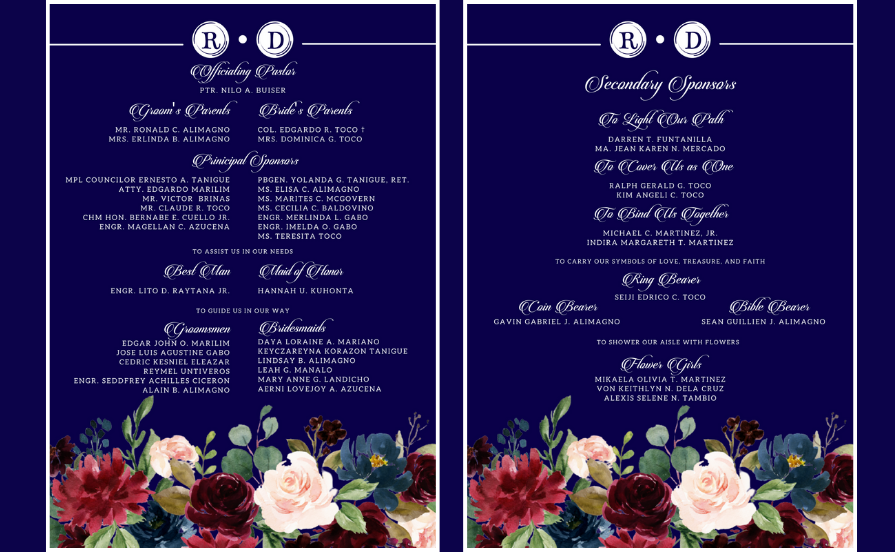 R • D
Officiating Pastor
PTR. NILO A. BUISER
Groom's Parents
MR. RONALD C. ALIMAGNO
MRS. ERLINDA B. ALIMAGNO
Bride's Parents
COL. EDGARDO R. TOCO †
MRS. DOMINICA G. TOCO
Prinicipal Sponsors
MPL COUNCILOR ERNESTO A. TANIGUE
ATTY. EDGARDO MARILIM
MR. VICTOR BRINAS
MR. CLAUDE R. TOCO
CHM HON. BERNABE E. CUELLO JR.
ENGR. MAGELLAN C. AZUCENA
PBGEN. YOLANDA G. TANIGUE, RET.
MS. ELISA C. ALIMAGNO
MS. MARITES C. MCGOVERN
MS. CECILIA C. BALDOVINO
ENGR. MERLINDA L. GABO
ENGR. IMELDA O. GABO
MS. TERESITA TOCO
TO ASSIST US IN OUR NEEDS
Best Man
ENGR. LITO D. RAYTANA JR.
Maid of Honor
HANNAH U. KUHONTA
TO GUIDE US IN OUR WAY
Groomsmen
EDGAR JOHN O. MARILIM
JOSE LUIS AGUSTINE GABO
CEDRIC KESNIEL ELEAZAR
REYMEL UNTIVEROS
ENGR. SEDDFREY ACHILLES CICERON
ALAIN B. ALIMAGNO
Bridesmaids
DAYA LORAINE A. MARIANO
KEYCZAREYNA KORAZON TANIGUE
LINDSAY B. ALIMAGNO
LEAH G. MANALO
MARY ANNE G. LANDICHO
AERNI LOVEJOY A. AZUCENA
R • D
Secondary Sponsors
To Light Our Path
DARREN T. FUNTANILLA
MA. JEAN KAREN N. MERCADO
To Cover Us as One
RALPH GERALD G. TOCO
KIM ANGELI C. TOCO
To Bind Us Together
MICHAEL C. MARTINEZ, JR.
INDIRA MARGARETH T. MARTINEZ
TO CARRY OUR SYMBOLS OF LOVE, TREASURE, AND FAITH
Ring Bearer
SEIJI EDRICO C. TOCO
Coin Bearer
GAVIN GABRIEL J. ALIMAGNO
Bible Bearer
SEAN GUILLIEN J. ALIMAGNO
TO SHOWER OUR AISLE WITH FLOWERS
Flower Girls
MIKAELA OLIVIA T. MARTINEZ
VON KEITHLYN N. DELA CRUZ
ALEXIS SELENE N. TAMBIO